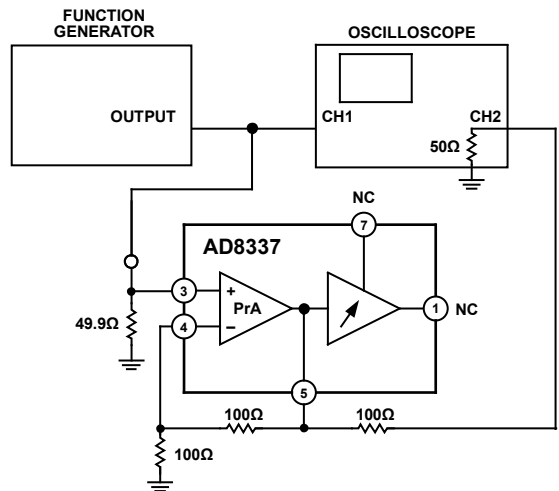 FUNCTION
GENERATOR
OSCILLOSCOPE
OUTPUT
CH1
CH2
50Ω
NC
7
AD8337
3
+
PrA
1
NC
49.9Ω
4
–
5
100Ω
100Ω
100Ω